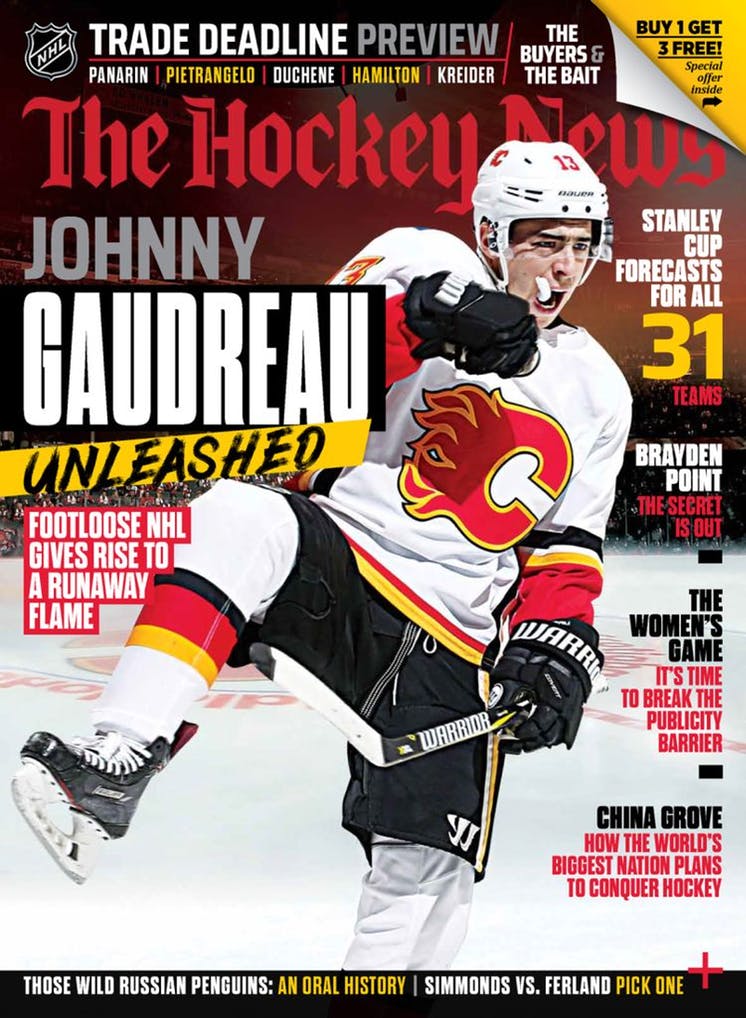 NHL
TRADE DEADLINE PREVIEW
PANARIN | PIETRANGELO | DUCHENE | HAMILTON | KREIDER
THE
BUYERS &
THE BAIT
BUY 1 GET
3 FREE!
Special
offer
inside
The Hockey News
JOHNNY
GAUDREAU
UNLEASHED
FOOTLOOSE NHL
GIVES RISE TO
A RUNAWAY
FLAME
C
13
BAUER
13
C
WARRIOR
WARRIOR
STANLEY
CUP
FORECASTS
FOR ALL
31
TEAMS
BRAYDEN
POINT
THE SECRET
IS OUT
THE
WOMEN'S
GAME
IT'S TIME
TO BREAK THE
PUBLICITY
BARRIER
CHINA GROVE
HOW THE WORLD'S
BIGGEST NATION PLANS
TO CONQUER HOCKEY
THOSE WILD RUSSIAN PENGUINS: AN ORAL HISTORY | SIMMONDS VS. FERLAND PICK ONE +